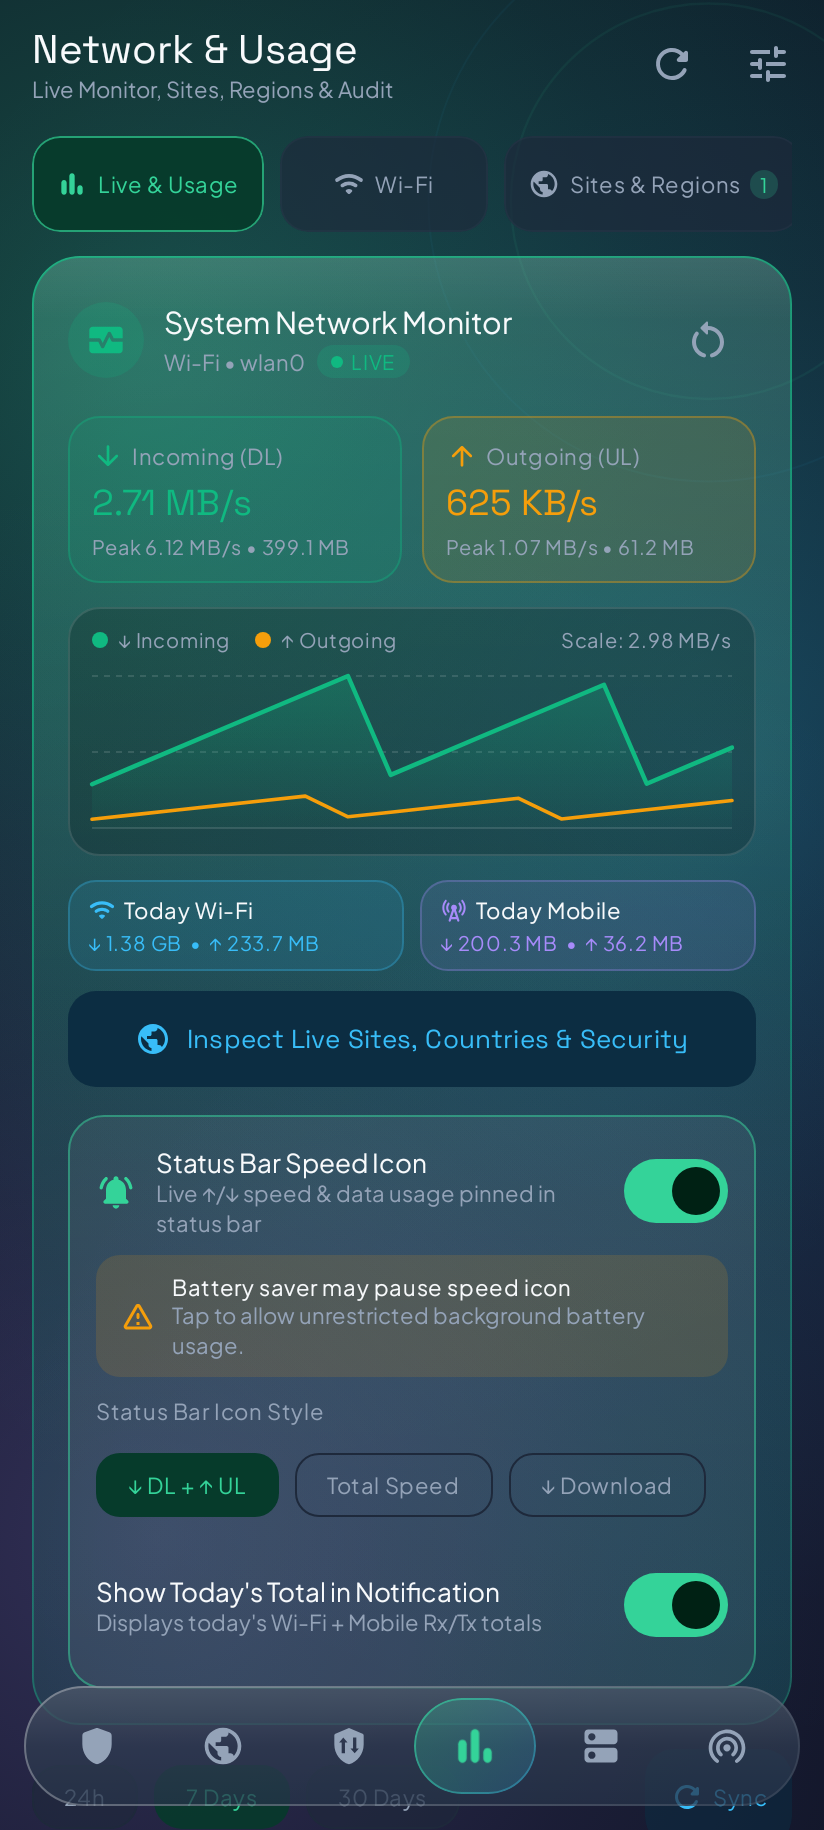 Network & Usage
Live Monitor, Sites, Regions & Audit
Live & Usage
Wi-Fi
Sites & Regions 1
System Network Monitor
Wi-Fi • wlan0 LIVE
Incoming (DL)
2.71 MB/s
Peak 6.12 MB/s • 399.1 MB
Outgoing (UL)
625 KB/s
Peak 1.07 MB/s • 61.2 MB
↓ Incoming ↑ Outgoing Scale: 2.98 MB/s
Today Wi-Fi
↓ 1.38 GB • ↑ 233.7 MB
Today Mobile
↓ 200.3 MB • ↑ 36.2 MB
Inspect Live Sites, Countries & Security
Status Bar Speed Icon
Live ↑/↓ speed & data usage pinned in
status bar
Battery saver may pause speed icon
Tap to allow unrestricted background battery
usage.
Status Bar Icon Style
↓ DL + ↑ UL
Total Speed
↓ Download
Show Today's Total in Notification
Displays today's Wi-Fi + Mobile Rx/Tx totals
24h
7 Days
30 Days
Sync